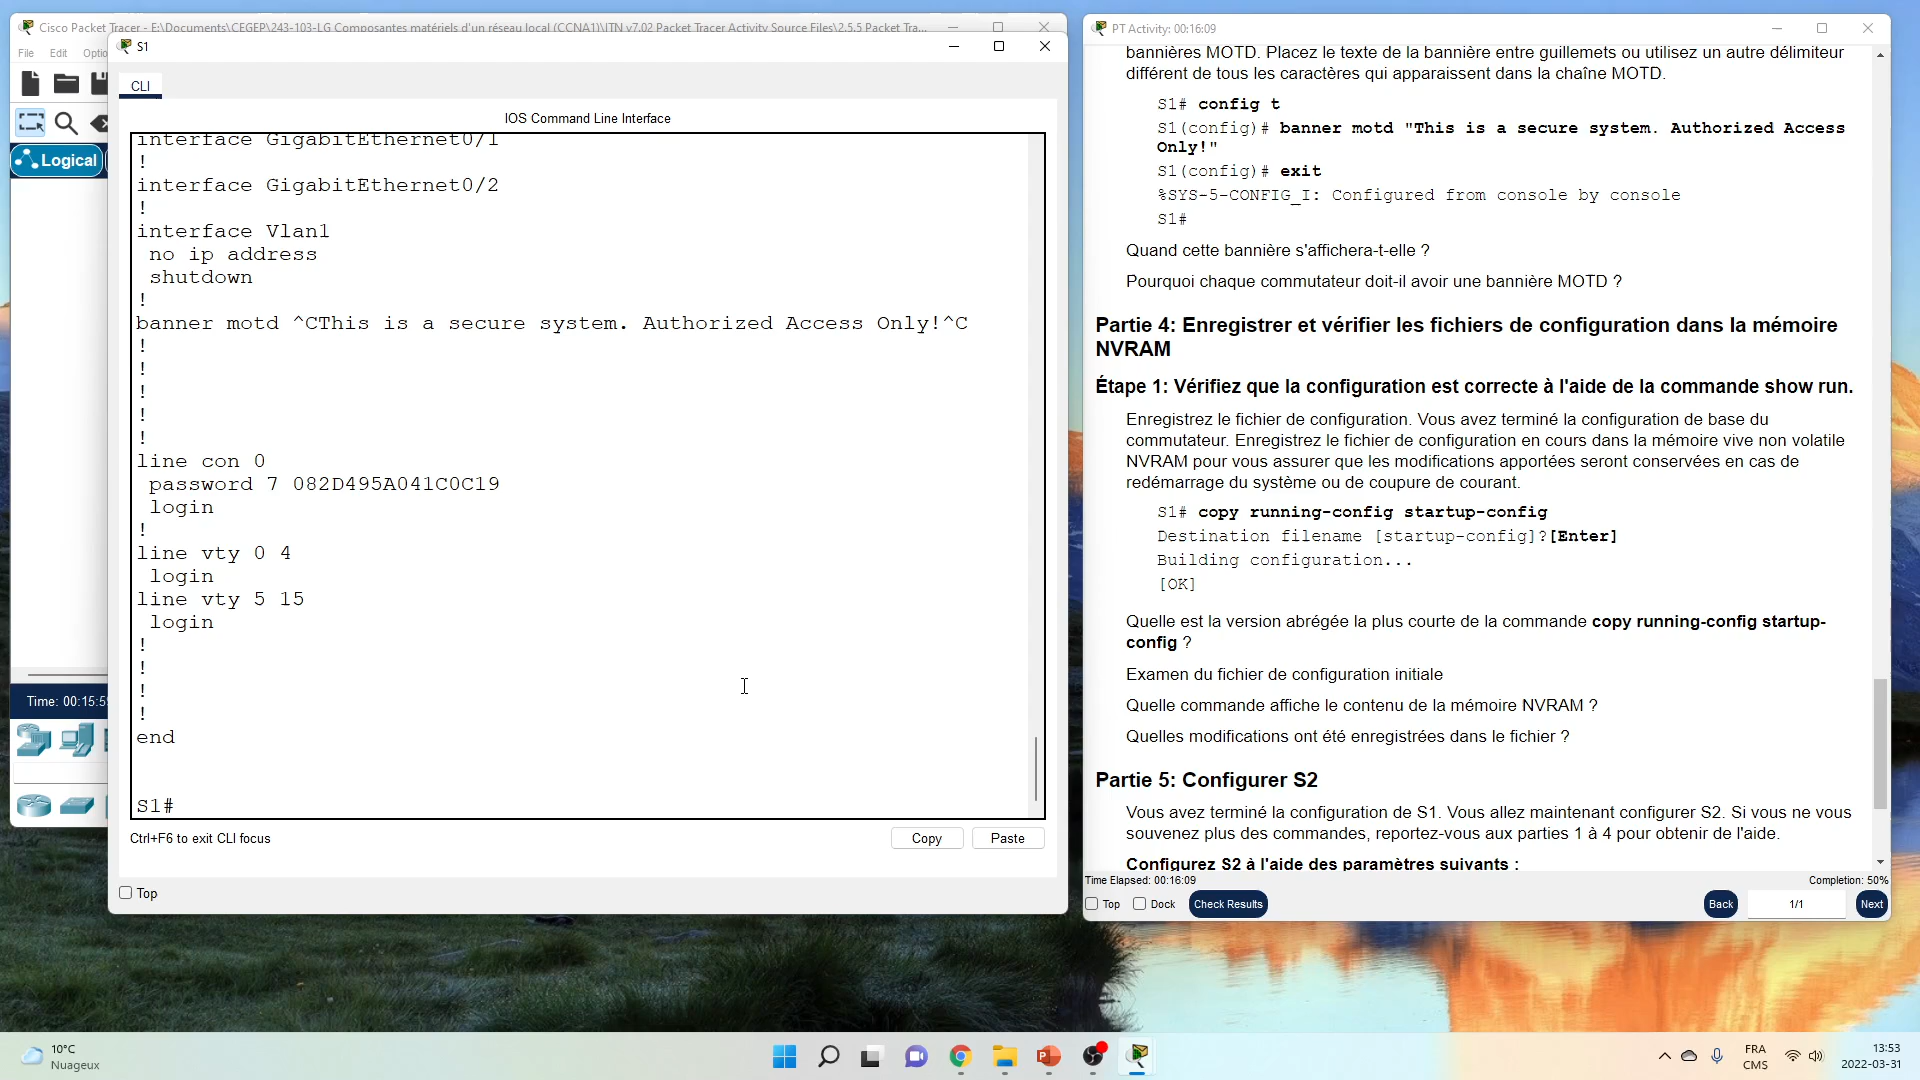 Cisco Packet Tracer - E:\Documents\CEGEP\243-103-LG Composantes matériels d'un réseau local (CCNA1)\ITN v7.02 Packet Tracer Activity Source Files\2.5.5 Packet Tra...
File Edit Optio
S1
CLI
IOS Command Line Interface
Logical
interface GigabitEthernet0/1
!
interface GigabitEthernet0/2
!
interface Vlan1
no ip address
shutdown
!
banner motd ^CThis is a secure system. Authorized Access Only!^C
!
!
!
!
!
line con 0
password 7 082D495A041C0C19
login
!
line vty 0 4
login
line vty 5 15
login
!
!
!
!
end
S1#
Time: 00:15:5
Ctrl+F6 to exit CLI focus
Copy
Paste
Top
PT Activity: 00:16:09
bannières MOTD. Placez le texte de la bannière entre guillemets ou utilisez un autre délimiteur
différent de tous les caractères qui apparaissent dans la chaîne MOTD.
S1# config t
S1(config)# banner motd "This is a secure system. Authorized Access
Only!"
S1(config)# exit
%SYS-5-CONFIG_I: Configured from console by console
S1#
Quand cette bannière s'affichera-t-elle ?
Pourquoi chaque commutateur doit-il avoir une bannière MOTD ?
Partie 4: Enregistrer et vérifier les fichiers de configuration dans la mémoire
NVRAM
Étape 1: Vérifiez que la configuration est correcte à l'aide de la commande show run.
Enregistrez le fichier de configuration. Vous avez terminé la configuration de base du
commutateur. Enregistrez le fichier de configuration en cours dans la mémoire vive non volatile
NVRAM pour vous assurer que les modifications apportées seront conservées en cas de
redémarrage du système ou de coupure de courant.
S1# copy running-config startup-config
Destination filename [startup-config]?[Enter]
Building configuration...
[OK]
Quelle est la version abrégée la plus courte de la commande copy running-config startup-
config ?
Examen du fichier de configuration initiale
Quelle commande affiche le contenu de la mémoire NVRAM ?
Quelles modifications ont été enregistrées dans le fichier ?
Partie 5: Configurer S2
Vous avez terminé la configuration de S1. Vous allez maintenant configurer S2. Si vous ne vous
souvenez plus des commandes, reportez-vous aux parties 1 à 4 pour obtenir de l'aide.
Configurez S2 à l'aide des paramètres suivants :
Time Elapsed: 00:16:09
Completion: 50%
Top
Dock
Check Results
Back
1/1
Next
10°C
Nuageux
FRA
CMS
13:53
2022-03-31